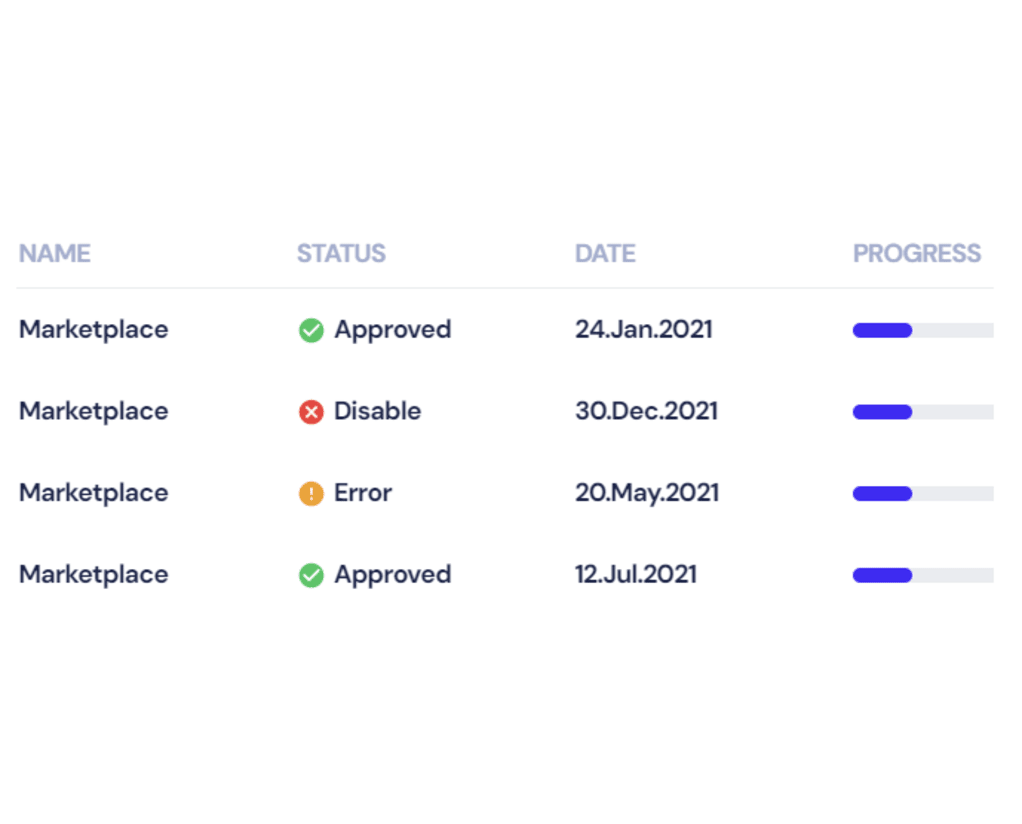 NAME STATUS DATE PROGRESS
Marketplace Approved 24.Jan.2021
Marketplace Disable 30.Dec.2021
Marketplace Error 20.May.2021
Marketplace Approved 12.Jul.2021